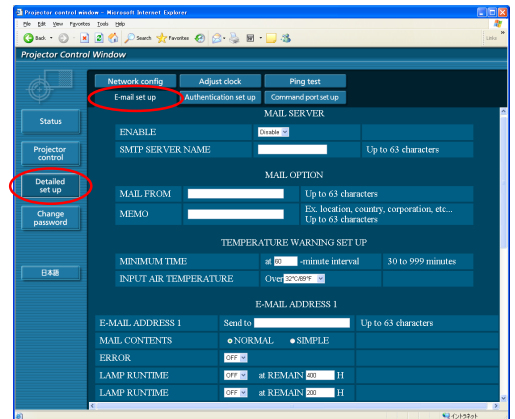 Projector control window - Microsoft Internet Explorer
File Edit View Favorites Tools Help
Back Search Favorites Links
Projector Control Window
Network config Adjust clock Ping test
E-mail set up Authentication set up Command port set up
Status
Projector control
Detailed set up
Change password
日本語
MAIL SERVER
ENABLE Disable
SMTP SERVER NAME Up to 63 characters
MAIL OPTION
MAIL FROM Up to 63 characters
MEMO Ex. location, country, corporation, etc...
Up to 63 characters
TEMPERATURE WARNING SET UP
MINIMUM TIME at 60 -minute interval 30 to 999 minutes
INPUT AIR TEMPERATURE Over 32°C/89°F
E-MAIL ADDRESS 1
E-MAIL ADDRESS 1 Send to Up to 63 characters
MAIL CONTENTS NORMAL SIMPLE
ERROR OFF
LAMP RUNTIME OFF at REMAIN 400 H
LAMP RUNTIME OFF at REMAIN 200 H
インターネット